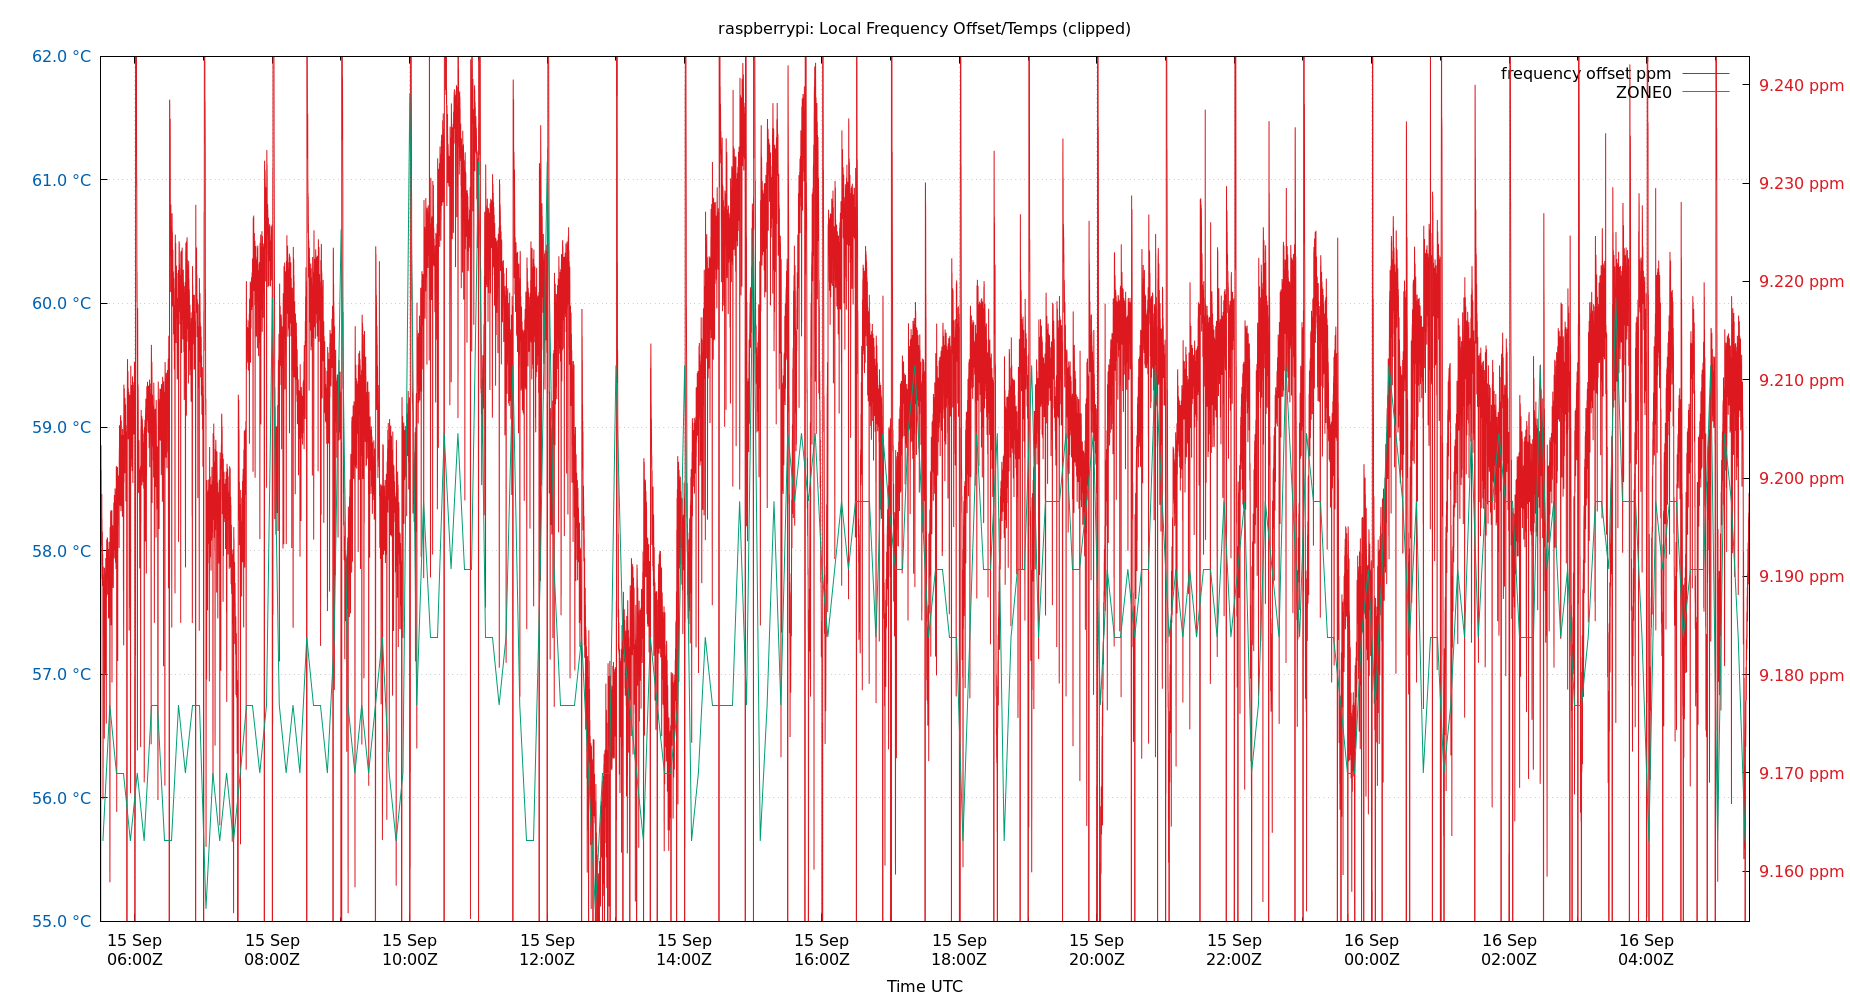 raspberrypi: Local Frequency Offset/Temps (clipped)
62.0 °C
61.0 °C
60.0 °C
59.0 °C
58.0 °C
57.0 °C
56.0 °C
55.0 °C
frequency offset ppm
ZONE0
9.240 ppm
9.230 ppm
9.220 ppm
9.210 ppm
9.200 ppm
9.190 ppm
9.180 ppm
9.170 ppm
9.160 ppm
15 Sep 15 Sep 15 Sep 15 Sep 15 Sep 15 Sep 15 Sep 15 Sep 15 Sep 16 Sep 16 Sep 16 Sep
06:00Z 08:00Z 10:00Z 12:00Z 14:00Z 16:00Z 18:00Z 20:00Z 22:00Z 00:00Z 02:00Z 04:00Z
Time UTC